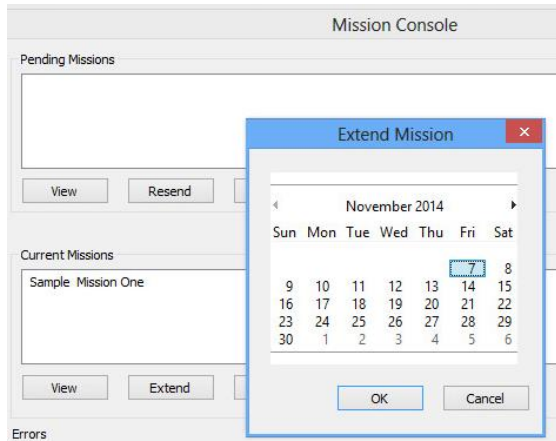 Mission Console
Pending Missions
View Resend
Extend Mission
November 2014
Sun Mon Tue Wed Thu Fri Sat
7 8
9 10 11 12 13 14 15
16 17 18 19 20 21 22
23 24 25 26 27 28 29
30 1 2 3 4 5 6
OK Cancel
Current Missions
Sample Mission One
View Extend
Errors